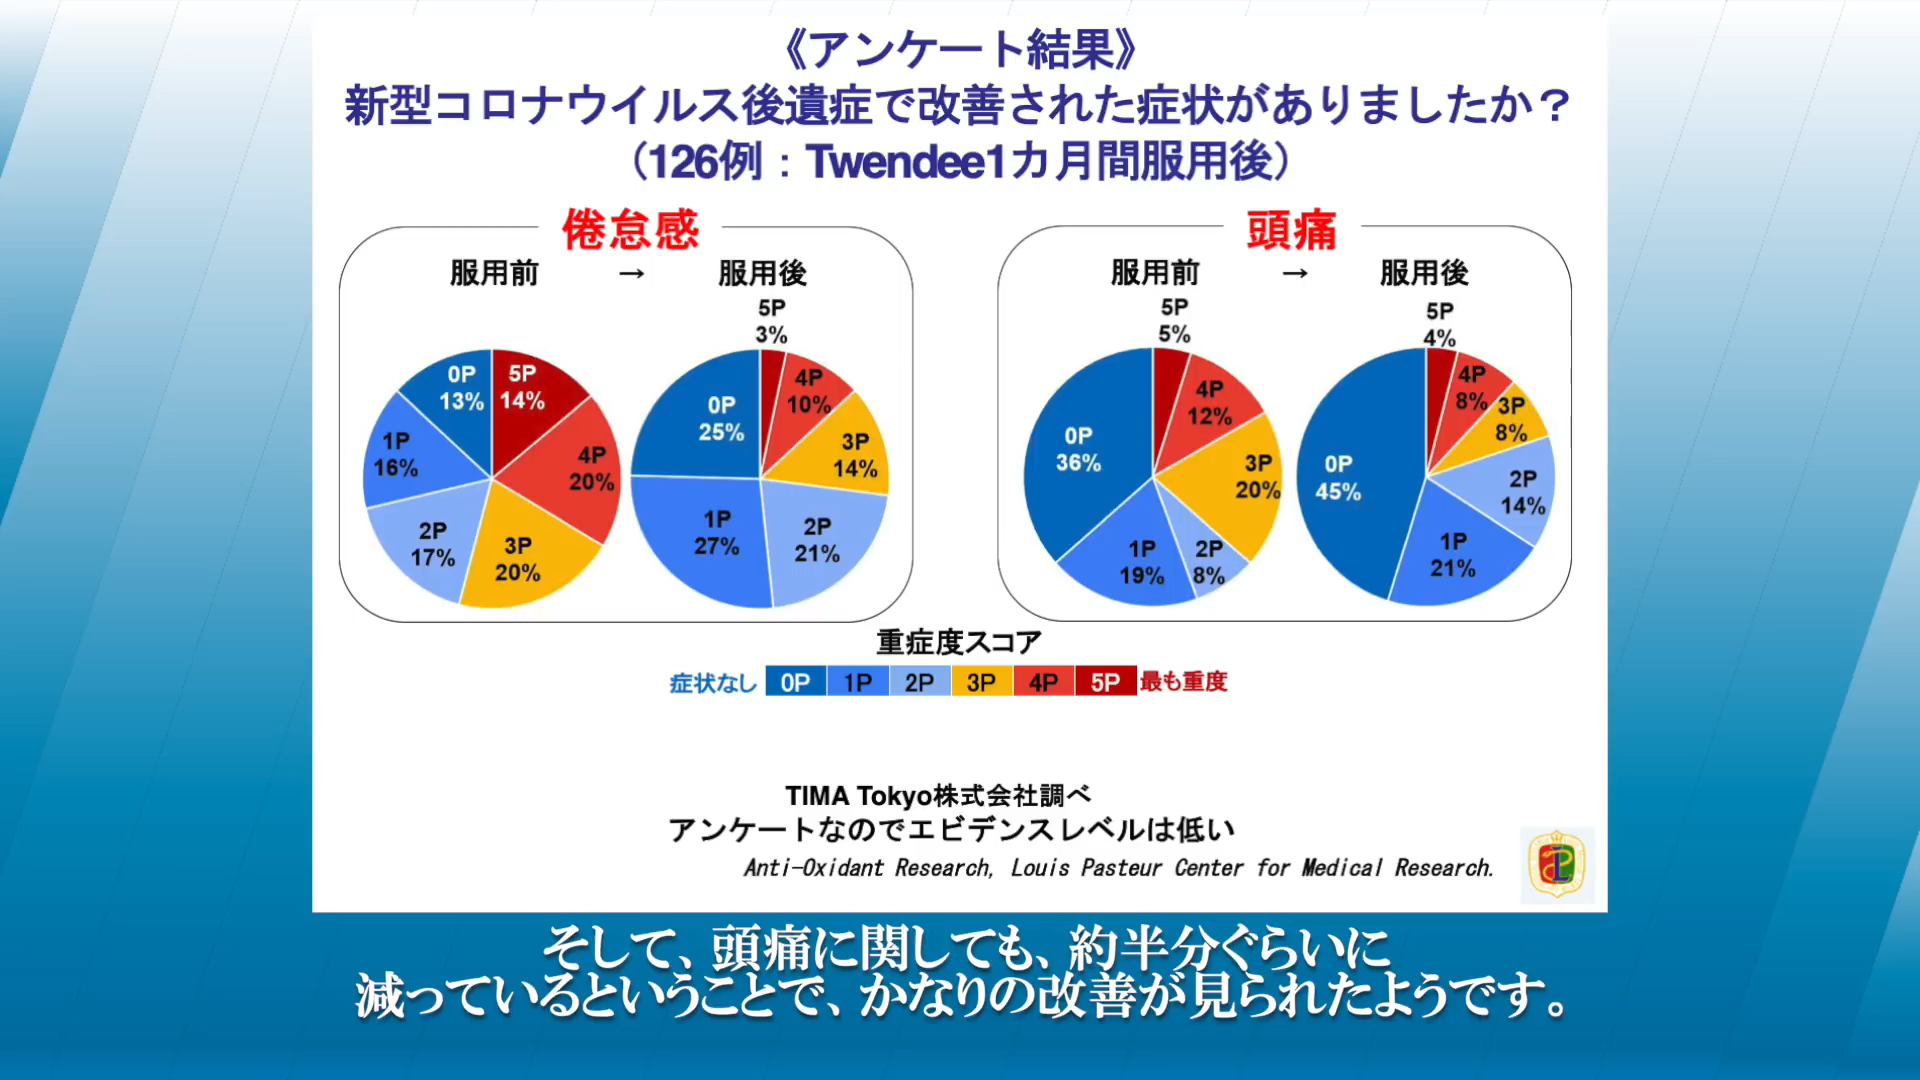 《アンケート結果》
新型コロナウイルス後遺症で改善された症状がありましたか？
（126例：Twendee1カ月間服用後）
倦怠感
服用前 → 服用後
5P
3%
0P
13%
5P
14%
1P
16%
4P
20%
2P
17%
3P
20%
4P
10%
0P
25%
3P
14%
1P
27%
2P
21%
頭痛
服用前 → 服用後
5P
5%
5P
4%
4P
12%
0P
36%
3P
20%
1P
19%
2P
8%
4P
8%
3P
8%
0P
45%
2P
14%
1P
21%
重症度スコア
症状なし 0P 1P 2P 3P 4P 5P 最も重度
TIMA Tokyo株式会社調べ
アンケートなのでエビデンスレベルは低い
Anti-Oxidant Research, Louis Pasteur Center for Medical Research.
そして、頭痛に関しても、約半分ぐらいに
減っているということで、かなりの改善が見られたようです。